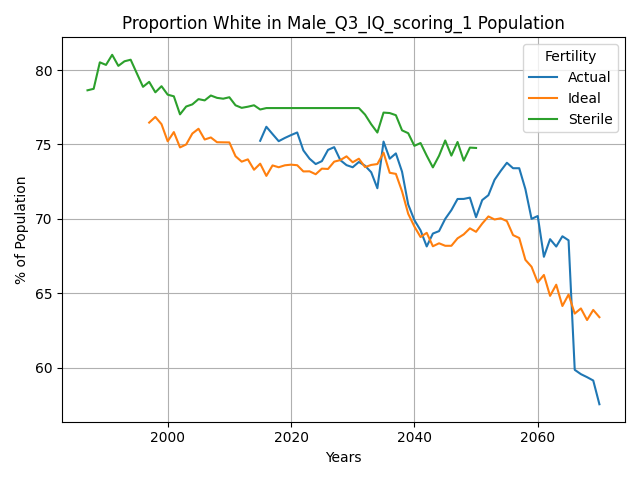 Proportion White in Male_Q3_IQ_scoring_1 Population
Fertility
Actual
Ideal
Sterile
% of Population
80
75
70
65
60
2000
2020
2040
2060
Years